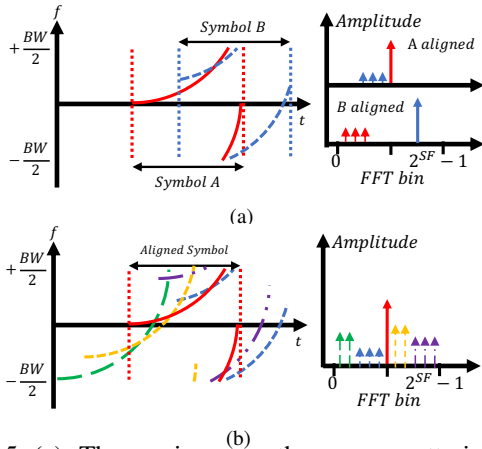 f
+ BW/2
− BW/2
t
Symbol B
Symbol A
Amplitude
A aligned
B aligned
0
2^SF − 1
FFT bin
(a)
f
+ BW/2
− BW/2
t
Aligned Symbol
Amplitude
0
2^SF − 1
FFT bin
(b)